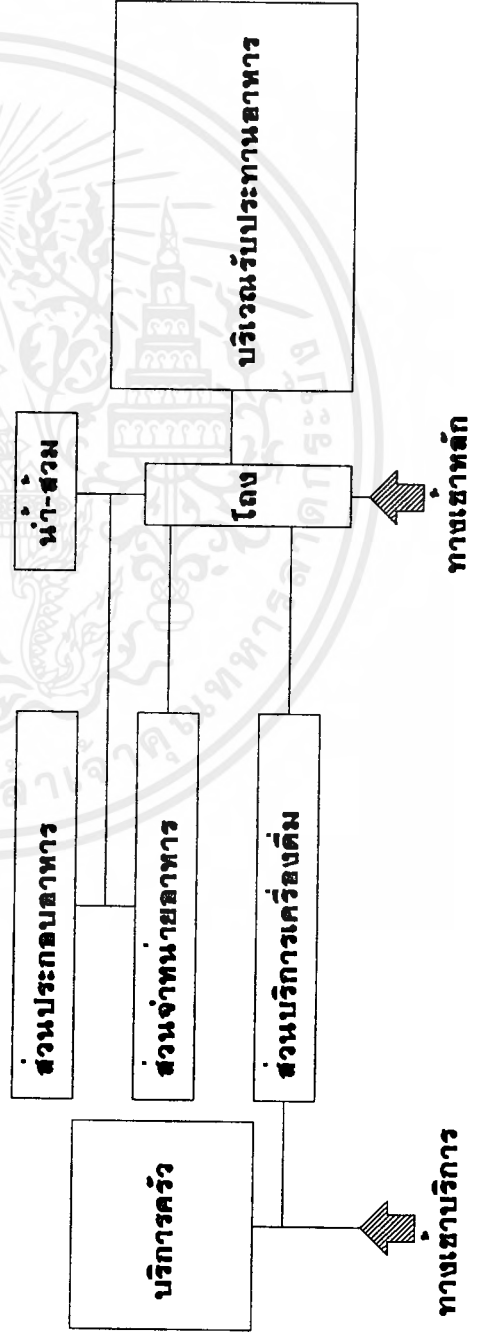 บริเวณรับประทานอาหาร
น้ำ-ส้วม
โถง
ทางเข้าหลัก
ส่วนประกอบอาหาร
ส่วนจำหน่ายอาหาร
ส่วนบริการเครื่องดื่ม
บริการครัว
ทางเข้าบริการ